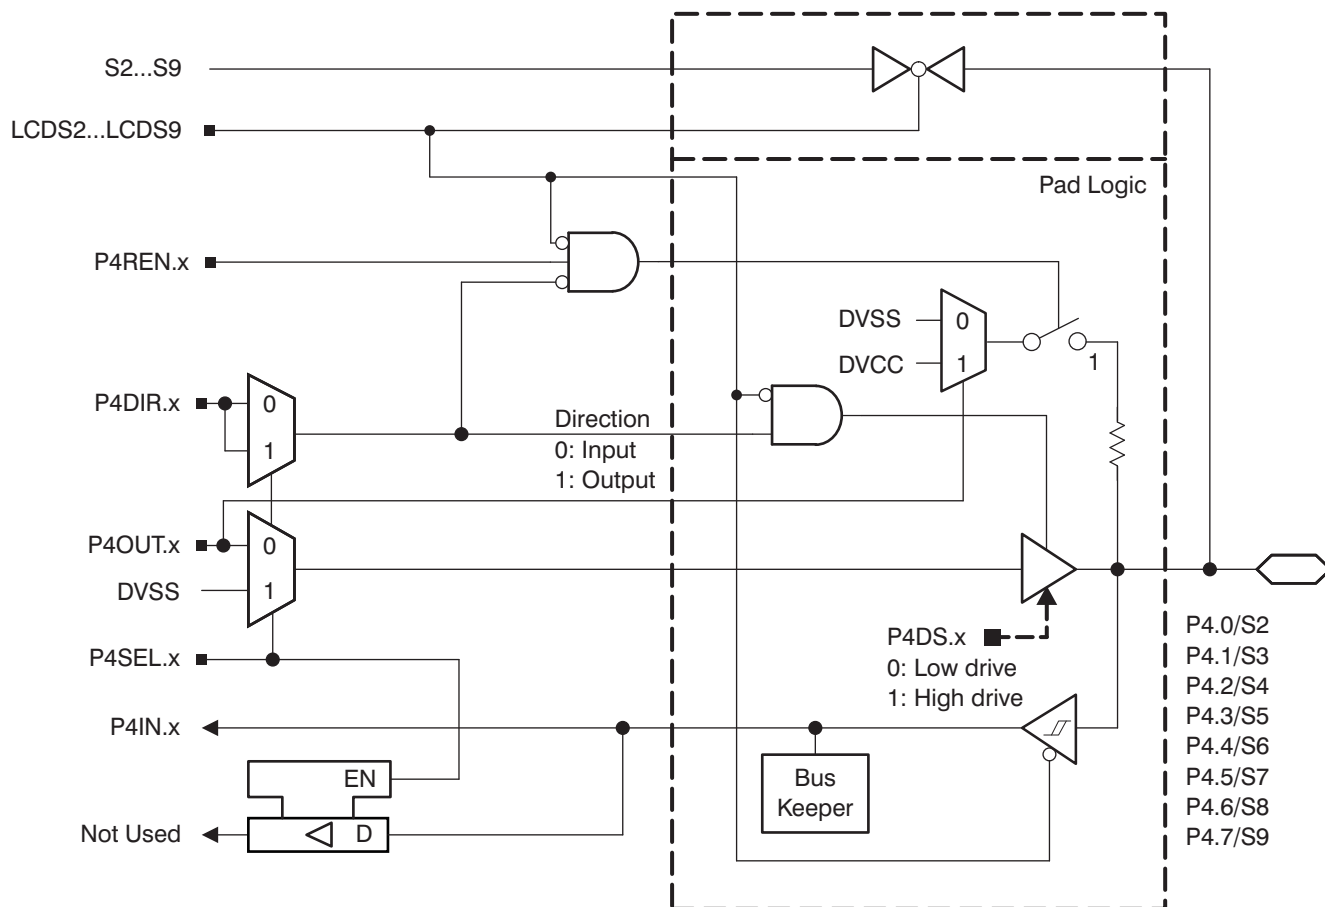 S2...S9
LCDS2...LCDS9
Pad Logic
P4REN.x
DVSS
0
DVCC
1
1
P4DIR.x
0
1
Direction
0: Input
1: Output
P4OUT.x
0
DVSS
1
P4SEL.x
P4DS.x
0: Low drive
1: High drive
P4.0/S2
P4.1/S3
P4.2/S4
P4.3/S5
P4.4/S6
P4.5/S7
P4.6/S8
P4.7/S9
P4IN.x
Bus
Keeper
EN
Not Used
D